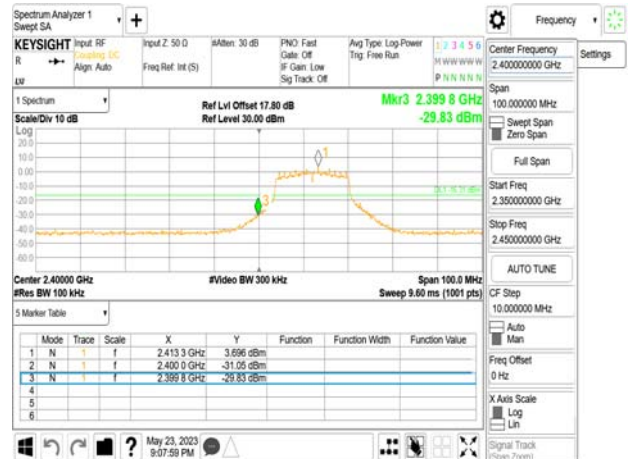 Spectrum Analyzer 1
Swept SA
Frequency
KEYSIGHT
Input: RF
Coupling: DC
Align: Auto
Input Z: 50 Ω
Freq Ref: Int (S)
#Atten: 30 dB
PNO: Fast
Gate: Off
IF Gain: Low
Sig Track: Off
Avg Type: Log-Power
Trig: Free Run
1 2 3 4 5 6
M W W W W W
P N N N N N
R
LVI
1 Spectrum
Scale/Div 10 dB
Ref Lvl Offset 17.80 dB
Ref Level 30.00 dBm
Mkr3 2.399 8 GHz
-29.83 dBm
Log
20.0
10.0
0.00
-10.0
-20.0
-30.0
-40.0
-50.0
-60.0
1
3
Center 2.40000 GHz
#Res BW 100 kHz
#Video BW 300 kHz
Span 100.0 MHz
Sweep 9.60 ms (1001 pts)
5 Marker Table
Mode Trace Scale X Y Function Function Width Function Value
1 N 1 f 2.413 3 GHz 3.696 dBm
2 N 1 f 2.400 0 GHz -31.05 dBm
3 N 1 f 2.399 8 GHz -29.83 dBm
4
5
6
May 23, 2023
9:07:59 PM
Center Frequency
2.400000000 GHz
Settings
Span
100.000000 MHz
Swept Span
Zero Span
Full Span
Start Freq
2.350000000 GHz
Stop Freq
2.450000000 GHz
AUTO TUNE
CF Step
10.000000 MHz
Auto
Man
Freq Offset
0 Hz
X Axis Scale
Log
Lin
Signal Track
(Span Zoom)